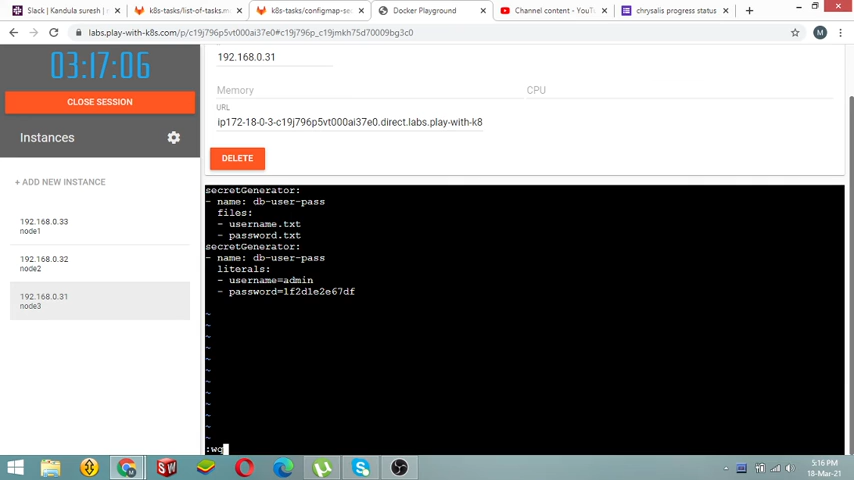 Slack | Kandula suresh | n
k8s-tasks/list-of-tasks.m
k8s-tasks/configmap-se
Docker Playground
Channel content - YouT
chrysalis progress status
labs.play-with-k8s.com/p/c19j796p5vt000ai37e0#c19j796p_c19jmkh75d70009bg3c0
M
03:17:06
CLOSE SESSION
Instances
+ ADD NEW INSTANCE
192.168.0.33
node1
192.168.0.32
node2
192.168.0.31
node3
192.168.0.31
Memory
CPU
URL
ip172-18-0-3-c19j796p5vt000ai37e0.direct.labs.play-with-k8
DELETE
secretGenerator:
- name: db-user-pass
files:
- username.txt
- password.txt
secretGenerator:
- name: db-user-pass
literals:
- username=admin
- password=1f2d1e2e67df
~
~
~
~
~
~
~
~
~
~
~
~
:wq
SW
5:16 PM
18-Mar-21